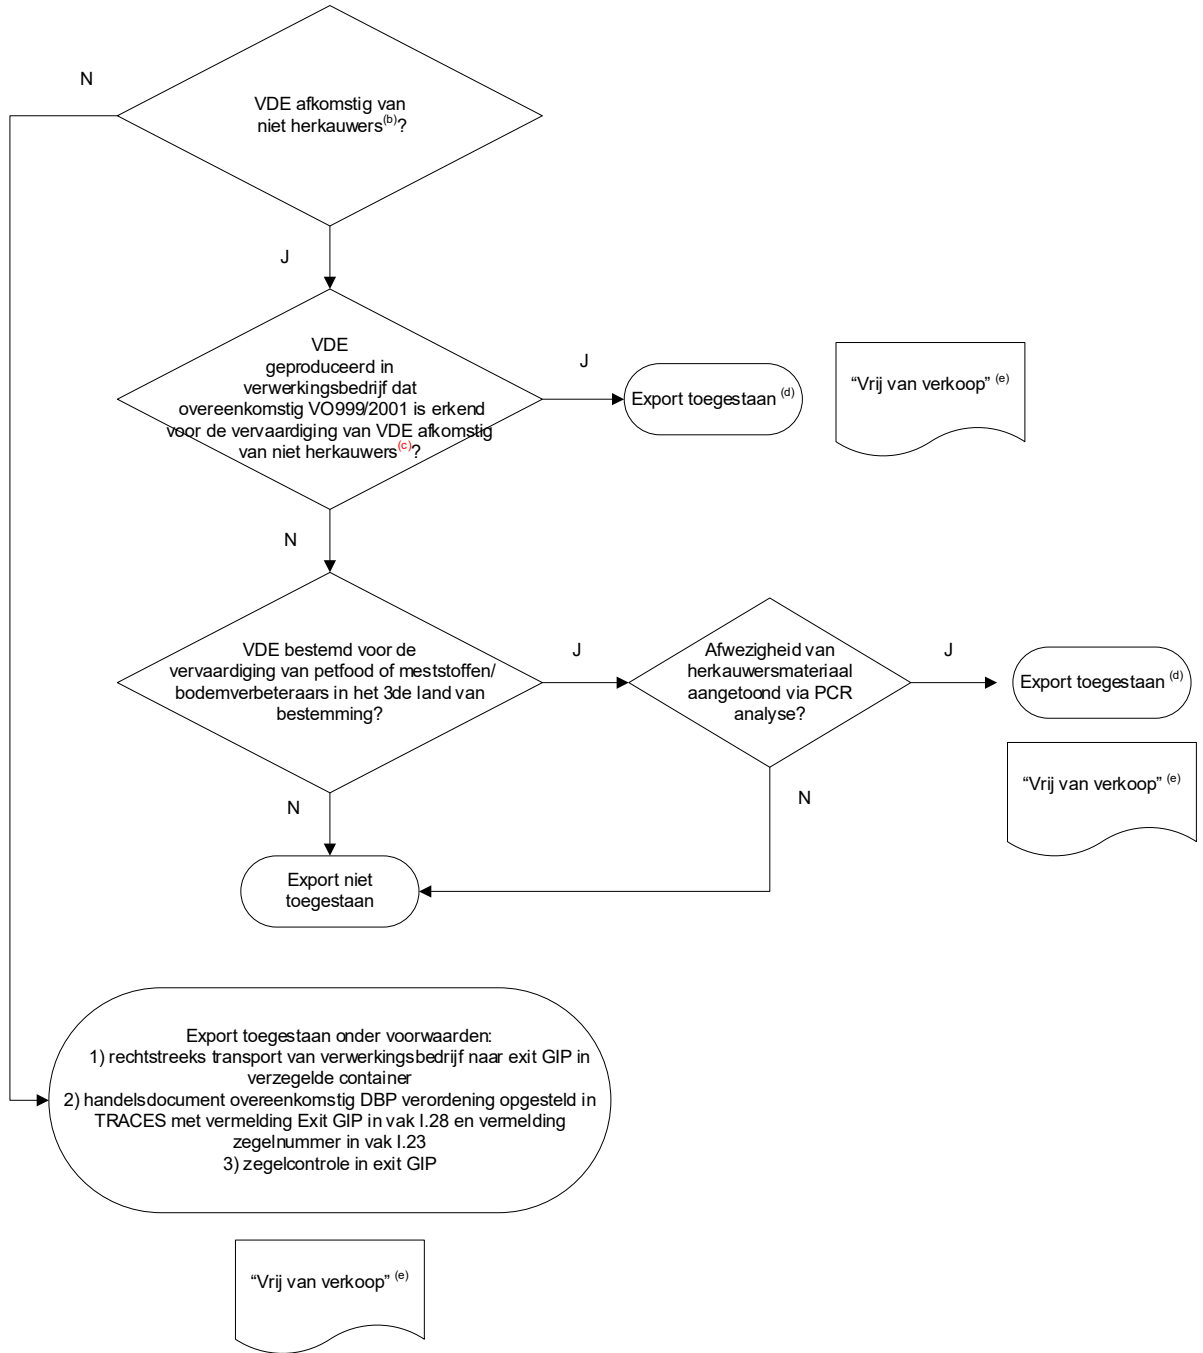 N
VDE afkomstig van
niet herkauwers(b)?
J
VDE
geproduceerd in
verwerkingsbedrijf dat
overeenkomstig VO999/2001 is erkend
voor de vervaardiging van VDE afkomstig
van niet herkauwers(c)?
J
Export toegestaan (d)
“Vrij van verkoop” (e)
N
VDE bestemd voor de
vervaardiging van petfood of meststoffen/
bodemverbeteraars in het 3de land van
bestemming?
J
Afwezigheid van
herkauwersmateriaal
aangetoond via PCR
analyse?
J
Export toegestaan (d)
“Vrij van verkoop” (e)
N
N
Export niet
toegestaan
Export toegestaan onder voorwaarden:
1) rechtstreeks transport van verwerkingsbedrijf naar exit GIP in
verzegelde container
2) handelsdocument overeenkomstig DBP verordening opgesteld in
TRACES met vermelding Exit GIP in vak I.28 en vermelding
zegelnummer in vak I.23
3) zegelcontrole in exit GIP
“Vrij van verkoop” (e)